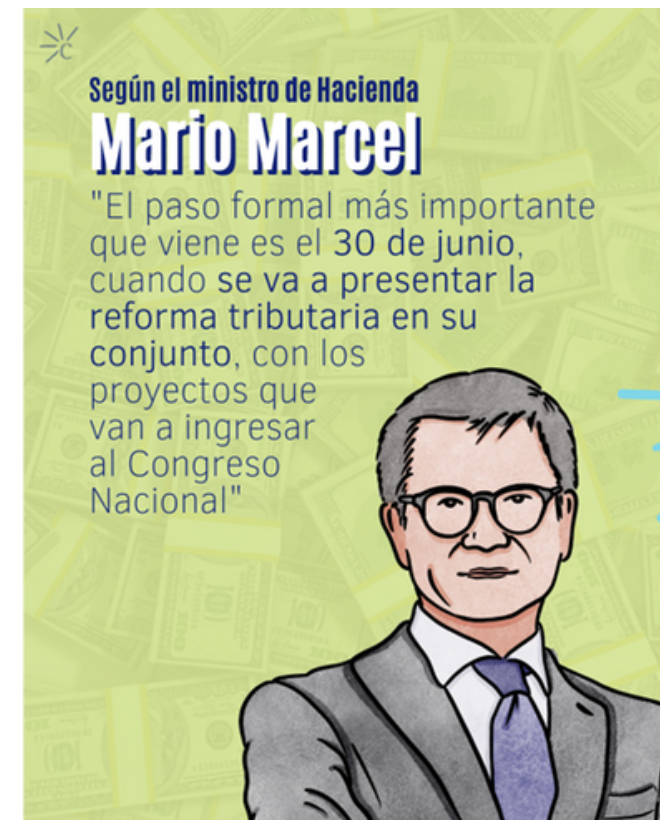 Según el ministro de Hacienda
Mario Marcel
"El paso formal más importante
que viene es el 30 de junio,
cuando se va a presentar la
reforma tributaria en su
conjunto, con los
proyectos que
van a ingresar
al Congreso
Nacional"